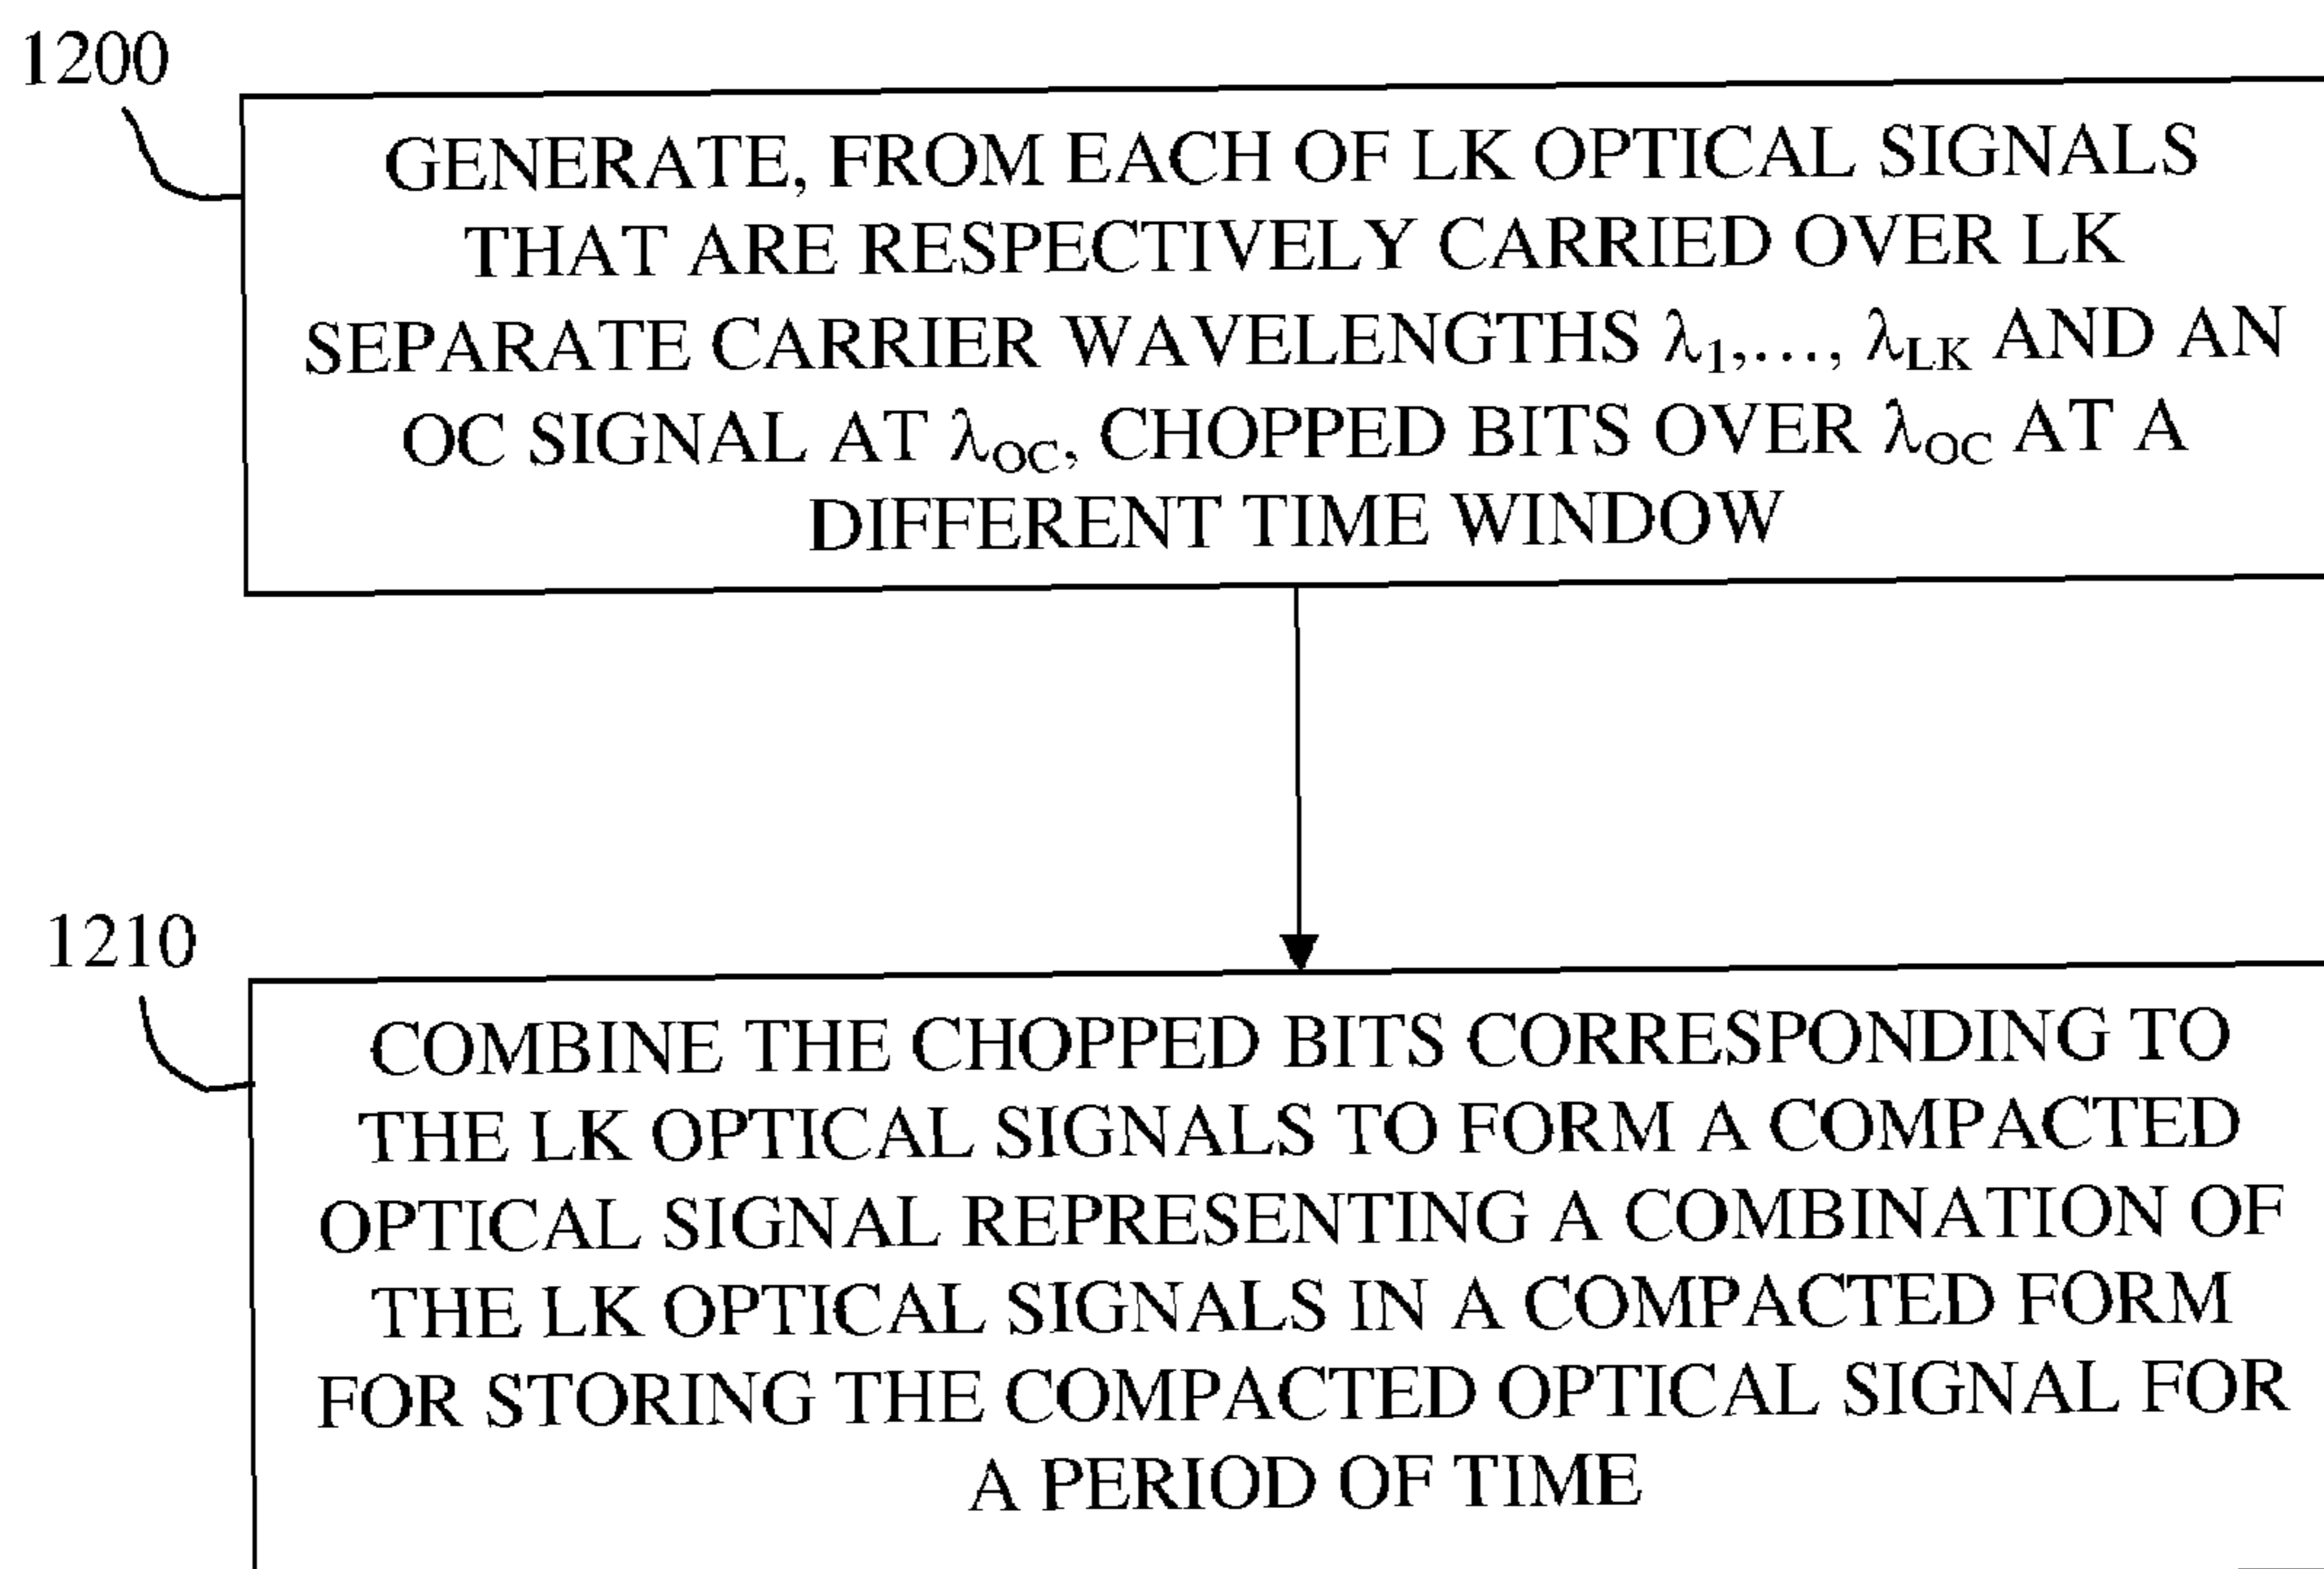 1200
GENERATE, FROM EACH OF LK OPTICAL SIGNALS
THAT ARE RESPECTIVELY CARRIED OVER LK
SEPARATE CARRIER WAVELENGTHS λ₁,..., λ_LK AND AN
OC SIGNAL AT λ_OC, CHOPPED BITS OVER λ_OC AT A
DIFFERENT TIME WINDOW
1210
COMBINE THE CHOPPED BITS CORRESPONDING TO
THE LK OPTICAL SIGNALS TO FORM A COMPACTED
OPTICAL SIGNAL REPRESENTING A COMBINATION OF
THE LK OPTICAL SIGNALS IN A COMPACTED FORM
FOR STORING THE COMPACTED OPTICAL SIGNAL FOR
A PERIOD OF TIME